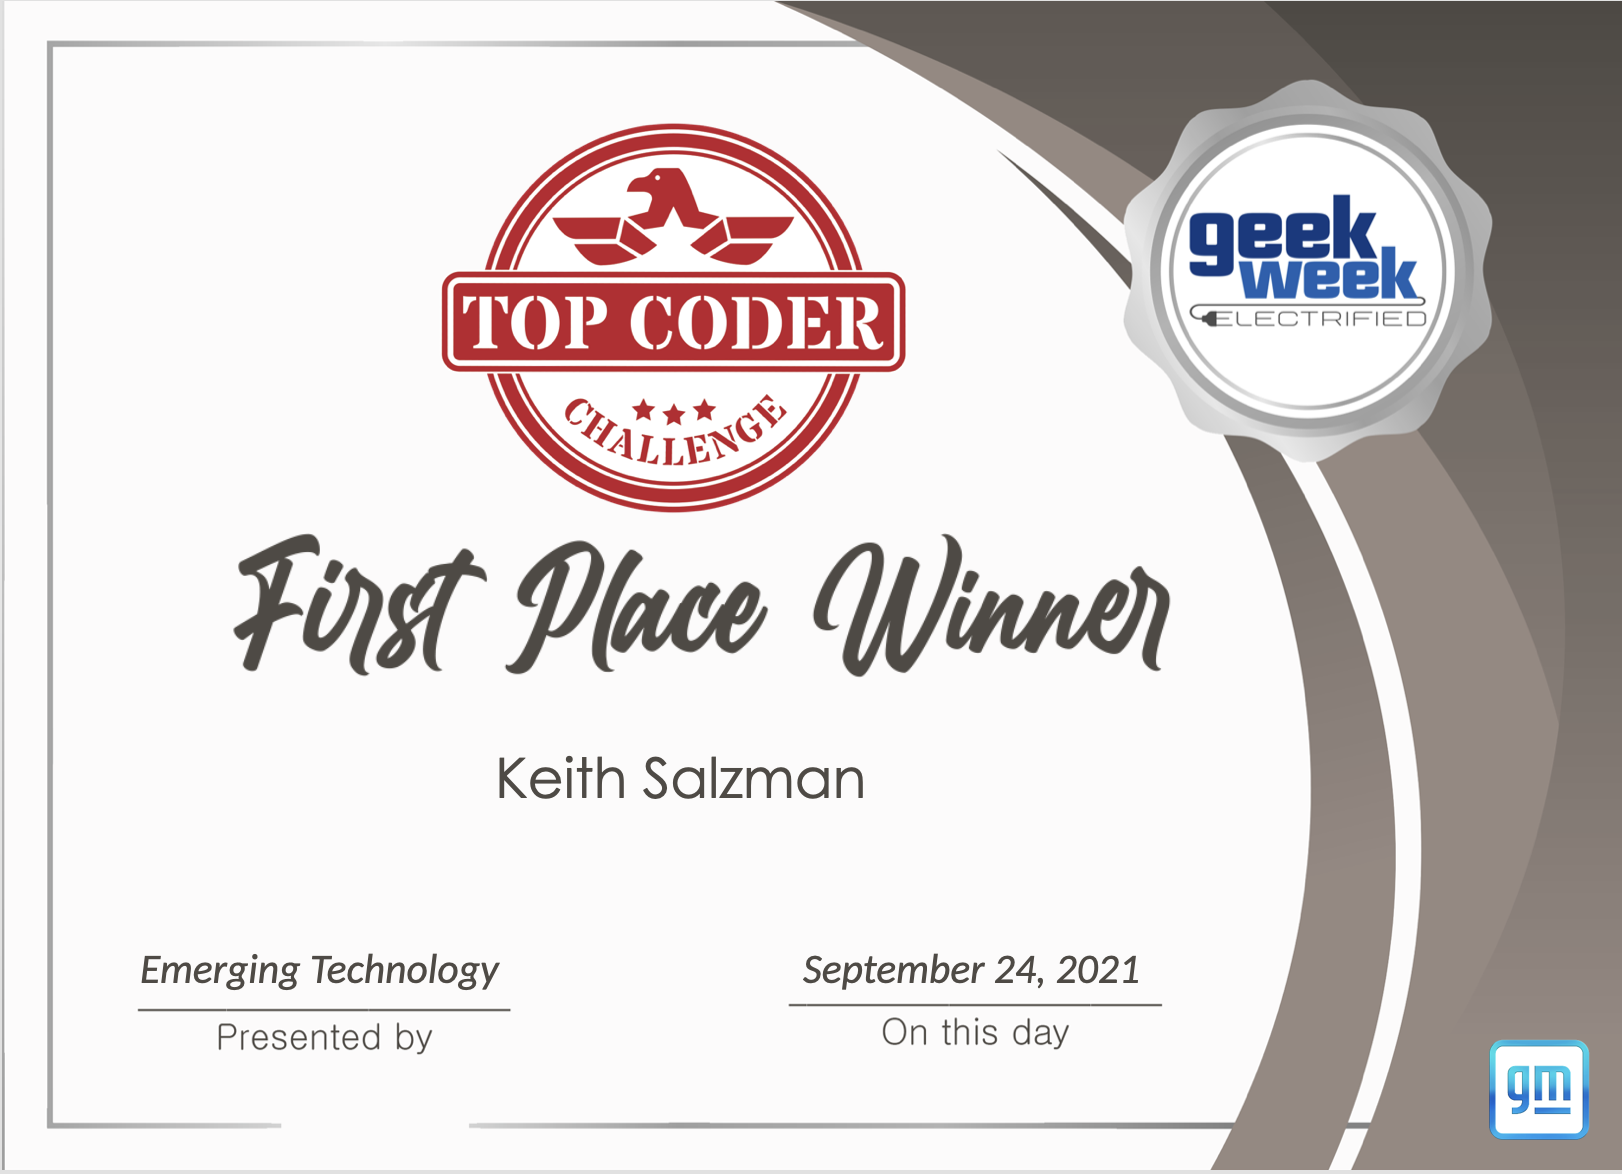 TOP CODER
CHALLENGE
geek
week
ELECTRIFIED
First Place Winner
Keith Salzman
Emerging Technology
Presented by
September 24, 2021
On this day
gm